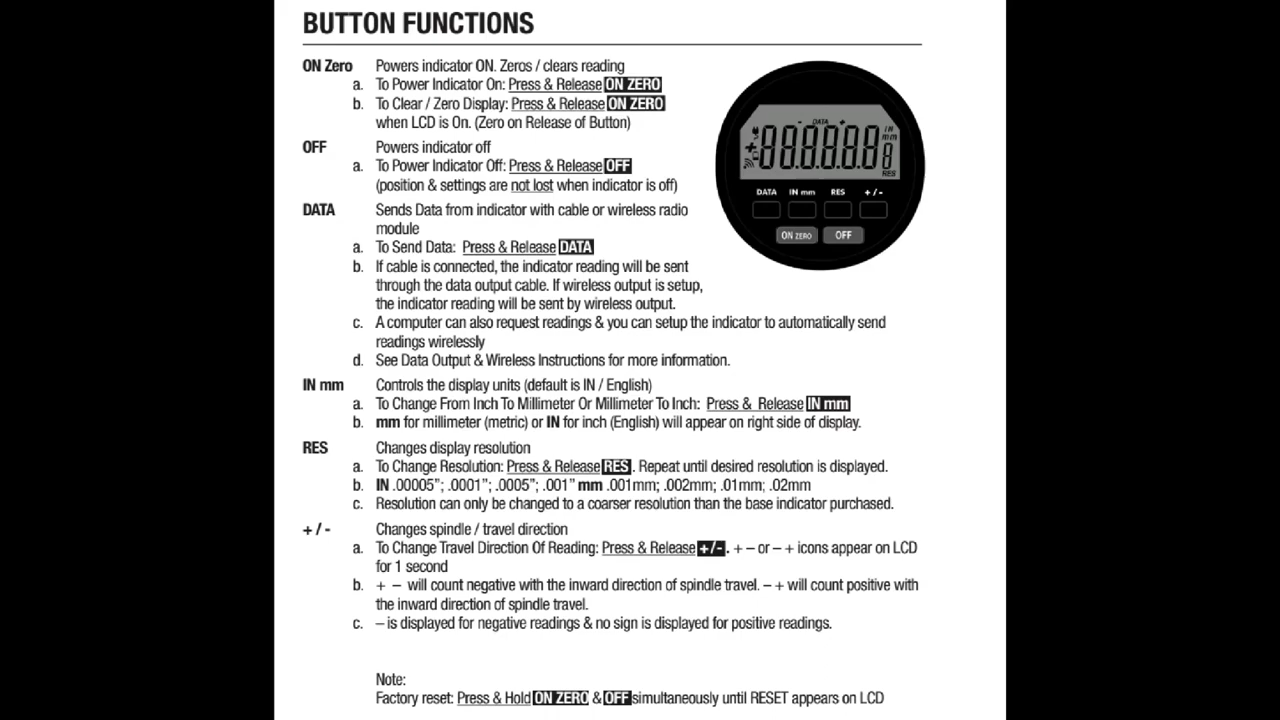 BUTTON FUNCTIONS
ON Zero Powers indicator ON. Zeros / clears reading
a. To Power Indicator On: Press & Release ON ZERO
b. To Clear / Zero Display: Press & Release ON ZERO
when LCD is On. (Zero on Release of Button)
OFF Powers indicator off
a. To Power Indicator Off: Press & Release OFF
(position & settings are not lost when indicator is off)
DATA Sends Data from indicator with cable or wireless radio
module
a. To Send Data: Press & Release DATA
b. If cable is connected, the indicator reading will be sent
through the data output cable. If wireless output is setup,
the indicator reading will be sent by wireless output.
c. A computer can also request readings & you can setup the indicator to automatically send
readings wirelessly
d. See Data Output & Wireless Instructions for more information.
IN mm Controls the display units (default is IN / English)
a. To Change From Inch To Millimeter Or Millimeter To Inch: Press & Release IN mm
b. mm for millimeter (metric) or IN for inch (English) will appear on right side of display.
RES Changes display resolution
a. To Change Resolution: Press & Release RES. Repeat until desired resolution is displayed.
b. IN .00005”; .0001”; .0005”; .001” mm .001mm; .002mm; .01mm; .02mm
c. Resolution can only be changed to a coarser resolution than the base indicator purchased.
+ / - Changes spindle / travel direction
a. To Change Travel Direction Of Reading: Press & Release +/-. + – or – + icons appear on LCD
for 1 second
b. + – will count negative with the inward direction of spindle travel. – + will count positive with
the inward direction of spindle travel.
c. – is displayed for negative readings & no sign is displayed for positive readings.
Note:
Factory reset: Press & Hold ON ZERO & OFF simultaneously until RESET appears on LCD
- DATA +
IN
mm
888888 8
RES
DATA IN mm RES + / -
ON ZERO OFF